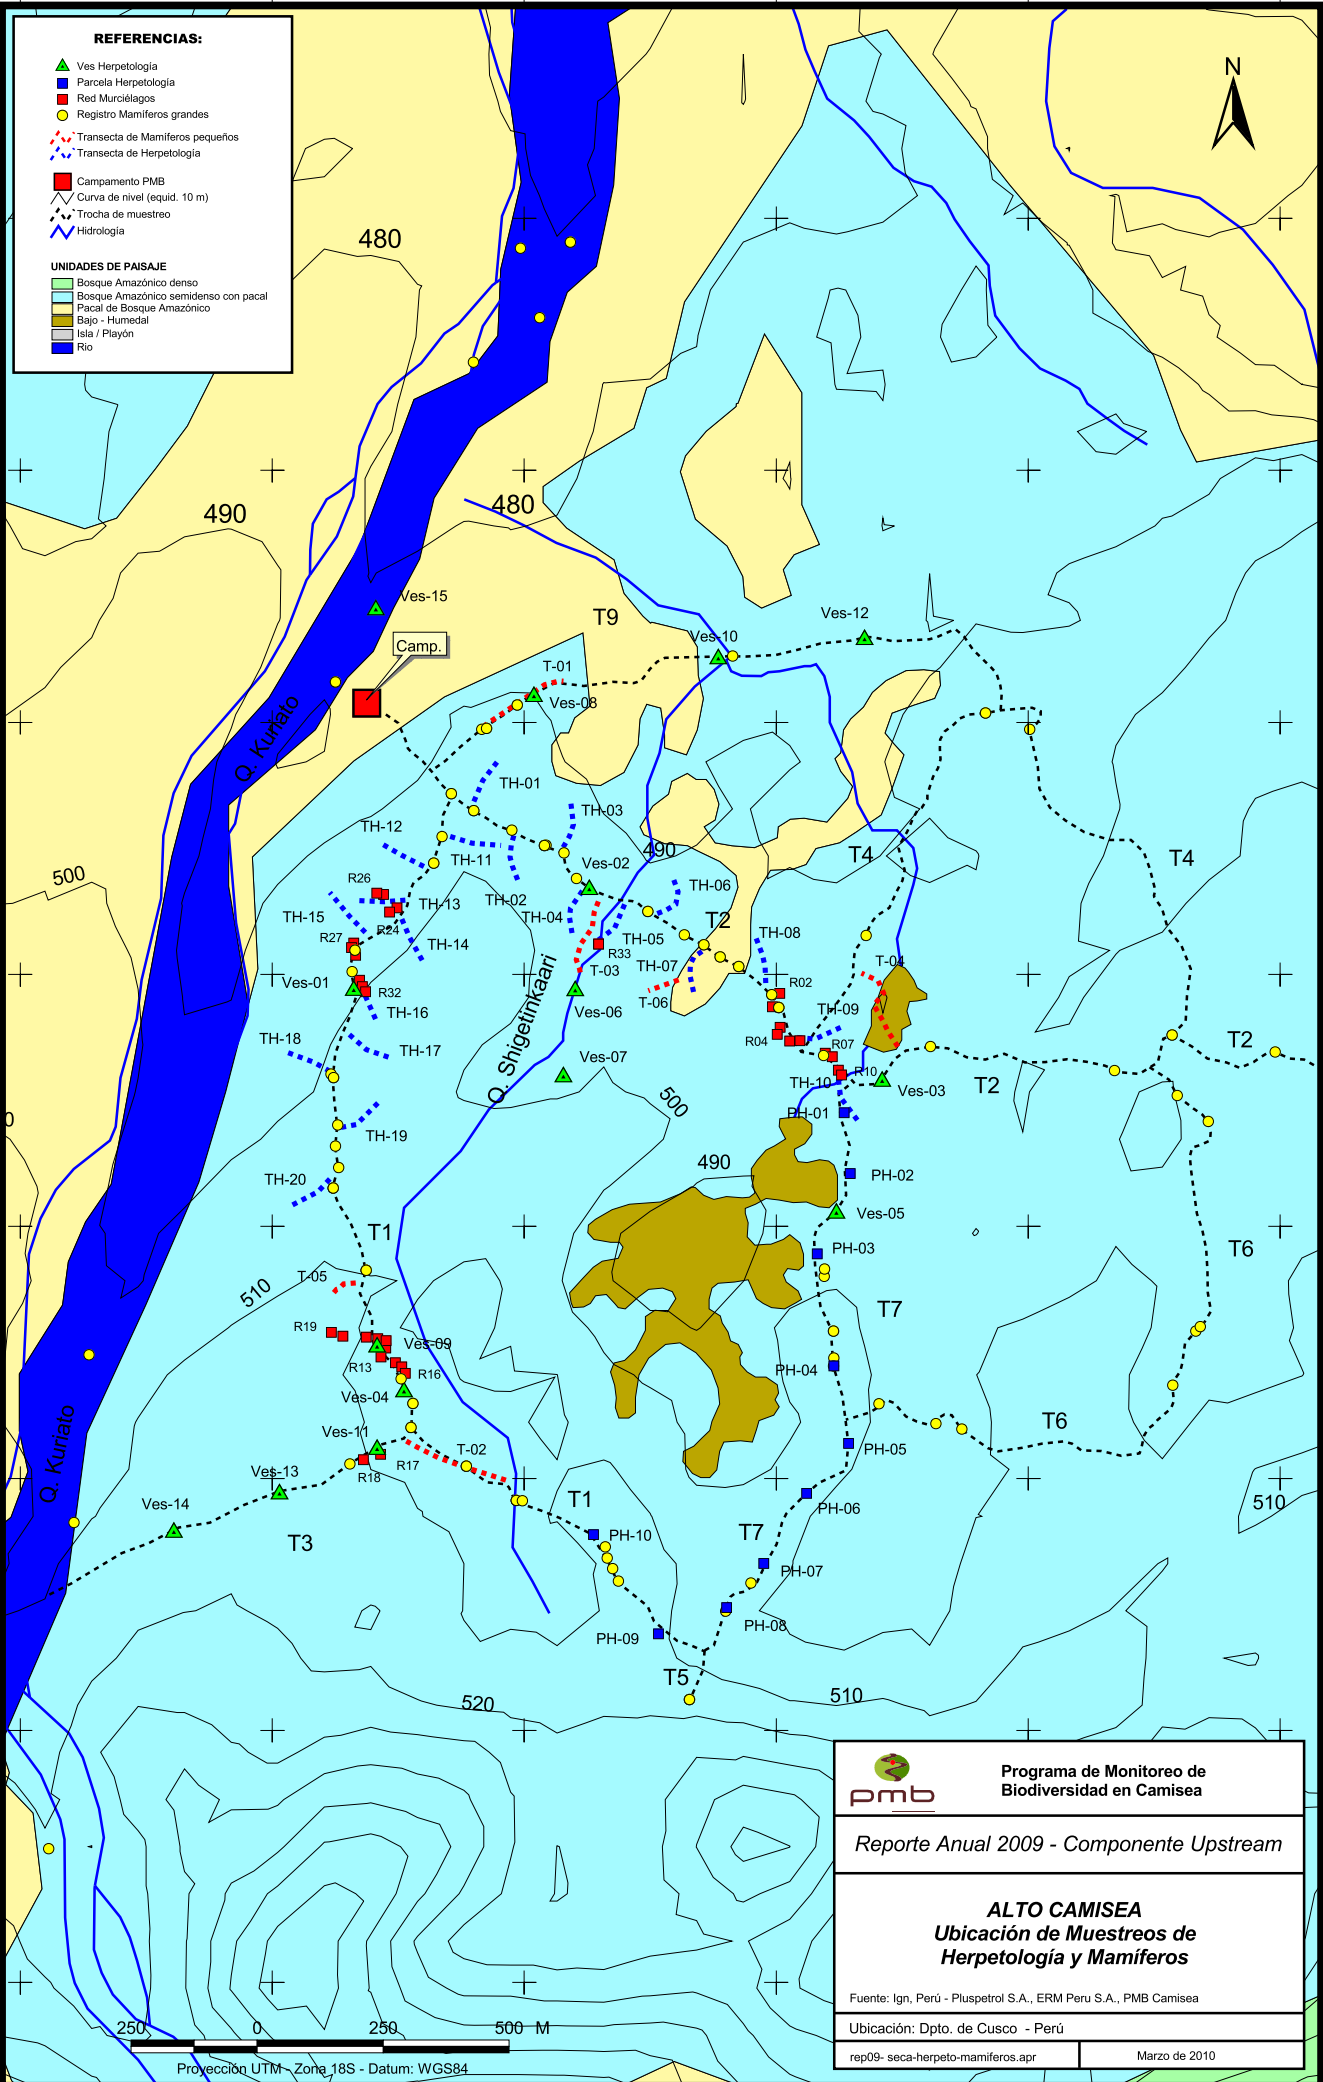 REFERENCIAS:
Ves Herpetología
Parcela Herpetología
Red Murciélagos
Registro Mamíferos grandes
Transecta de Mamíferos pequeños
Transecta de Herpetología
Campamento PMB
Curva de nivel (equid. 10 m)
Trocha de muestreo
Hidrología
UNIDADES DE PAISAJE
Bosque Amazónico denso
Bosque Amazónico semidenso con pacal
Pacal de Bosque Amazónico
Bajo - Humedal
Isla / Playón
Rio
N
480
490
480
Ves-15
T9
Ves-12
Ves-10
Camp.
T-01
Ves-08
Q. Kuriato
TH-01
TH-03
TH-12
490
T4
T4
TH-11
Ves-02
500
R26
TH-06
TH-13
TH-02
TH-15
TH-04
T2
R24
TH-08
R27
TH-14
TH-05
R33
T-04
TH-07
T-03
Ves-01
R32
T-06
R02
TH-16
Ves-06
TH-09
Q. Shigetinkaari
TH-18
R04
R07
T2
TH-17
Ves-07
R10
TH-10
T2
Ves-03
500
PH-01
0
TH-19
490
PH-02
TH-20
Ves-05
T1
PH-03
T6
T-05
510
T7
R19
Ves-09
R13
R16
PH-04
Ves-04
T6
Ves-11
T-02
PH-05
Q. Kuriato
R17
Ves-13
R18
T1
510
Ves-14
PH-06
T3
PH-10
T7
PH-07
PH-09
PH-08
T5
520
510
pmb
Programa de Monitoreo de
Biodiversidad en Camisea
Reporte Anual 2009 - Componente Upstream
ALTO CAMISEA
Ubicación de Muestreos de
Herpetología y Mamíferos
Fuente: Ign, Perú - Pluspetrol S.A., ERM Peru S.A., PMB Camisea
Ubicación: Dpto. de Cusco - Perú
rep09- seca-herpeto-mamiferos.apr
Marzo de 2010
250 0 250 500 M
Proyección UTM - Zona 18S - Datum: WGS84